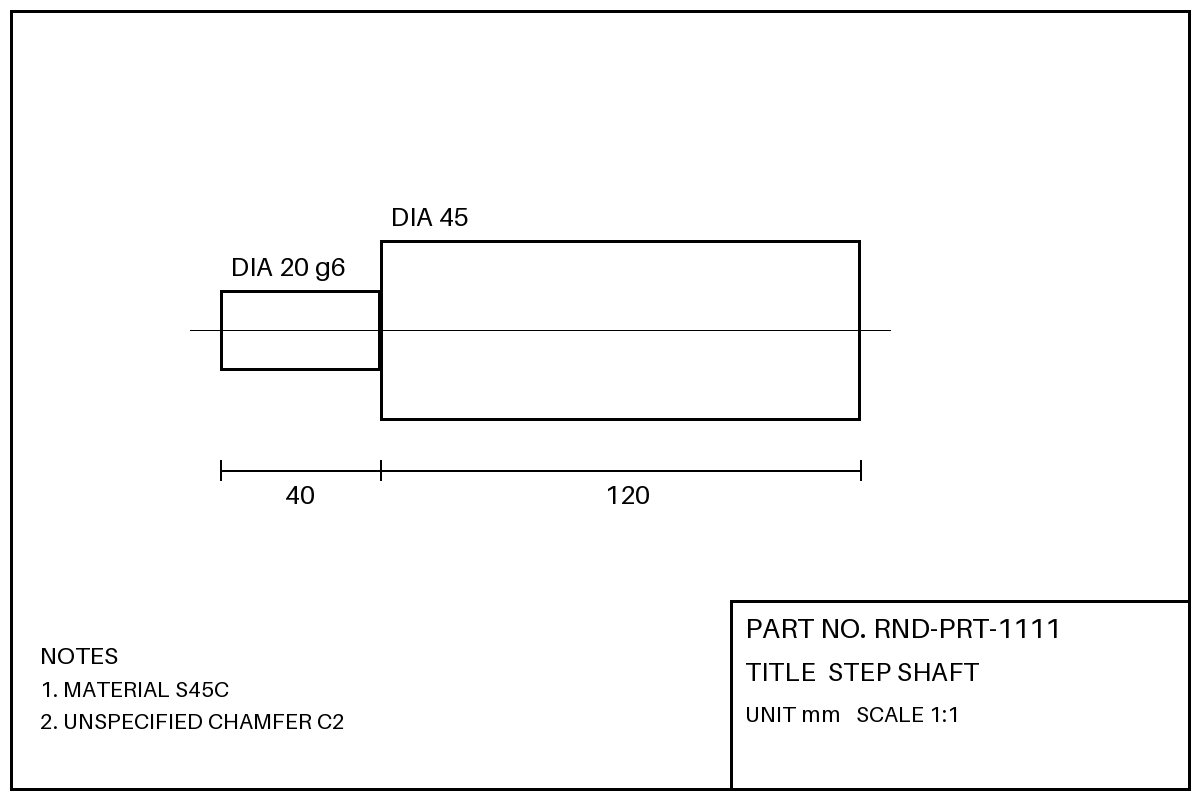 DIA 45
DIA 20 g6
40
120
NOTES
1. MATERIAL S45C
2. UNSPECIFIED CHAMFER C2
PART NO. RND-PRT-1111
TITLE STEP SHAFT
UNIT mm SCALE 1:1